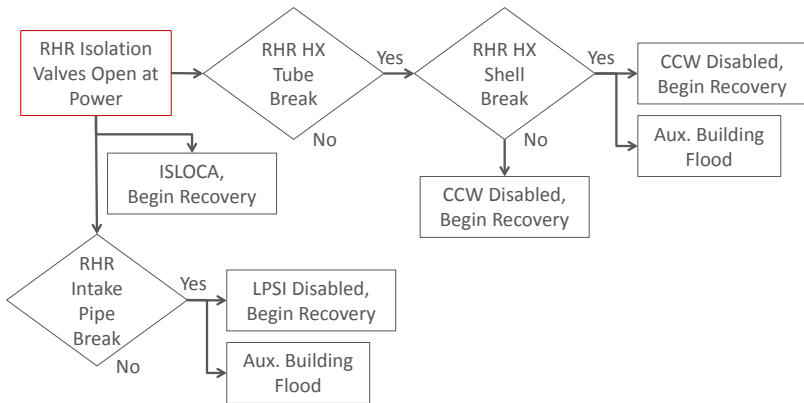 RHR Isolation
Valves Open at
Power
RHR HX
Tube
Break
Yes
No
RHR HX
Shell
Break
Yes
No
CCW Disabled,
Begin Recovery
Aux. Building
Flood
ISLOCA,
Begin Recovery
CCW Disabled,
Begin Recovery
RHR
Intake
Pipe
Break
Yes
No
LPSI Disabled,
Begin Recovery
Aux. Building
Flood